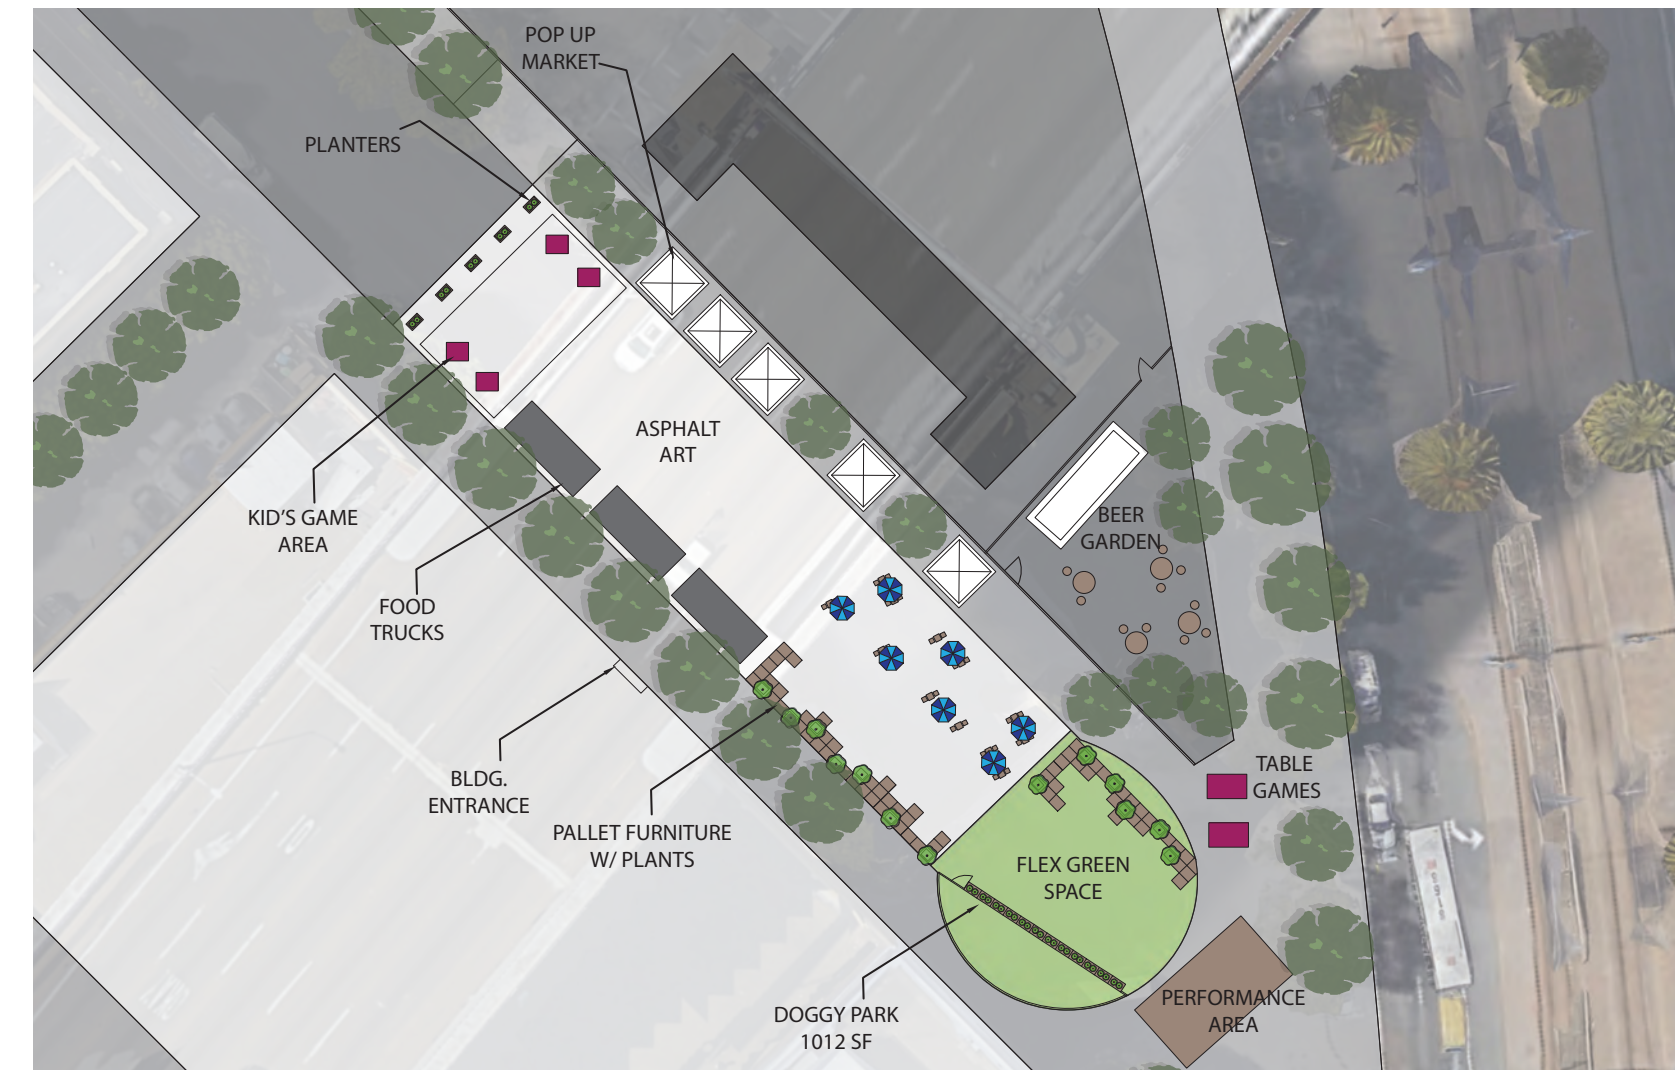 POP UP
MARKET
PLANTERS
ASPHALT
ART
KID'S GAME
AREA
BEER
GARDEN
FOOD
TRUCKS
BLDG.
ENTRANCE
TABLE
GAMES
PALLET FURNITURE
W/ PLANTS
FLEX GREEN
SPACE
DOGGY PARK
1012 SF
PERFORMANCE
AREA